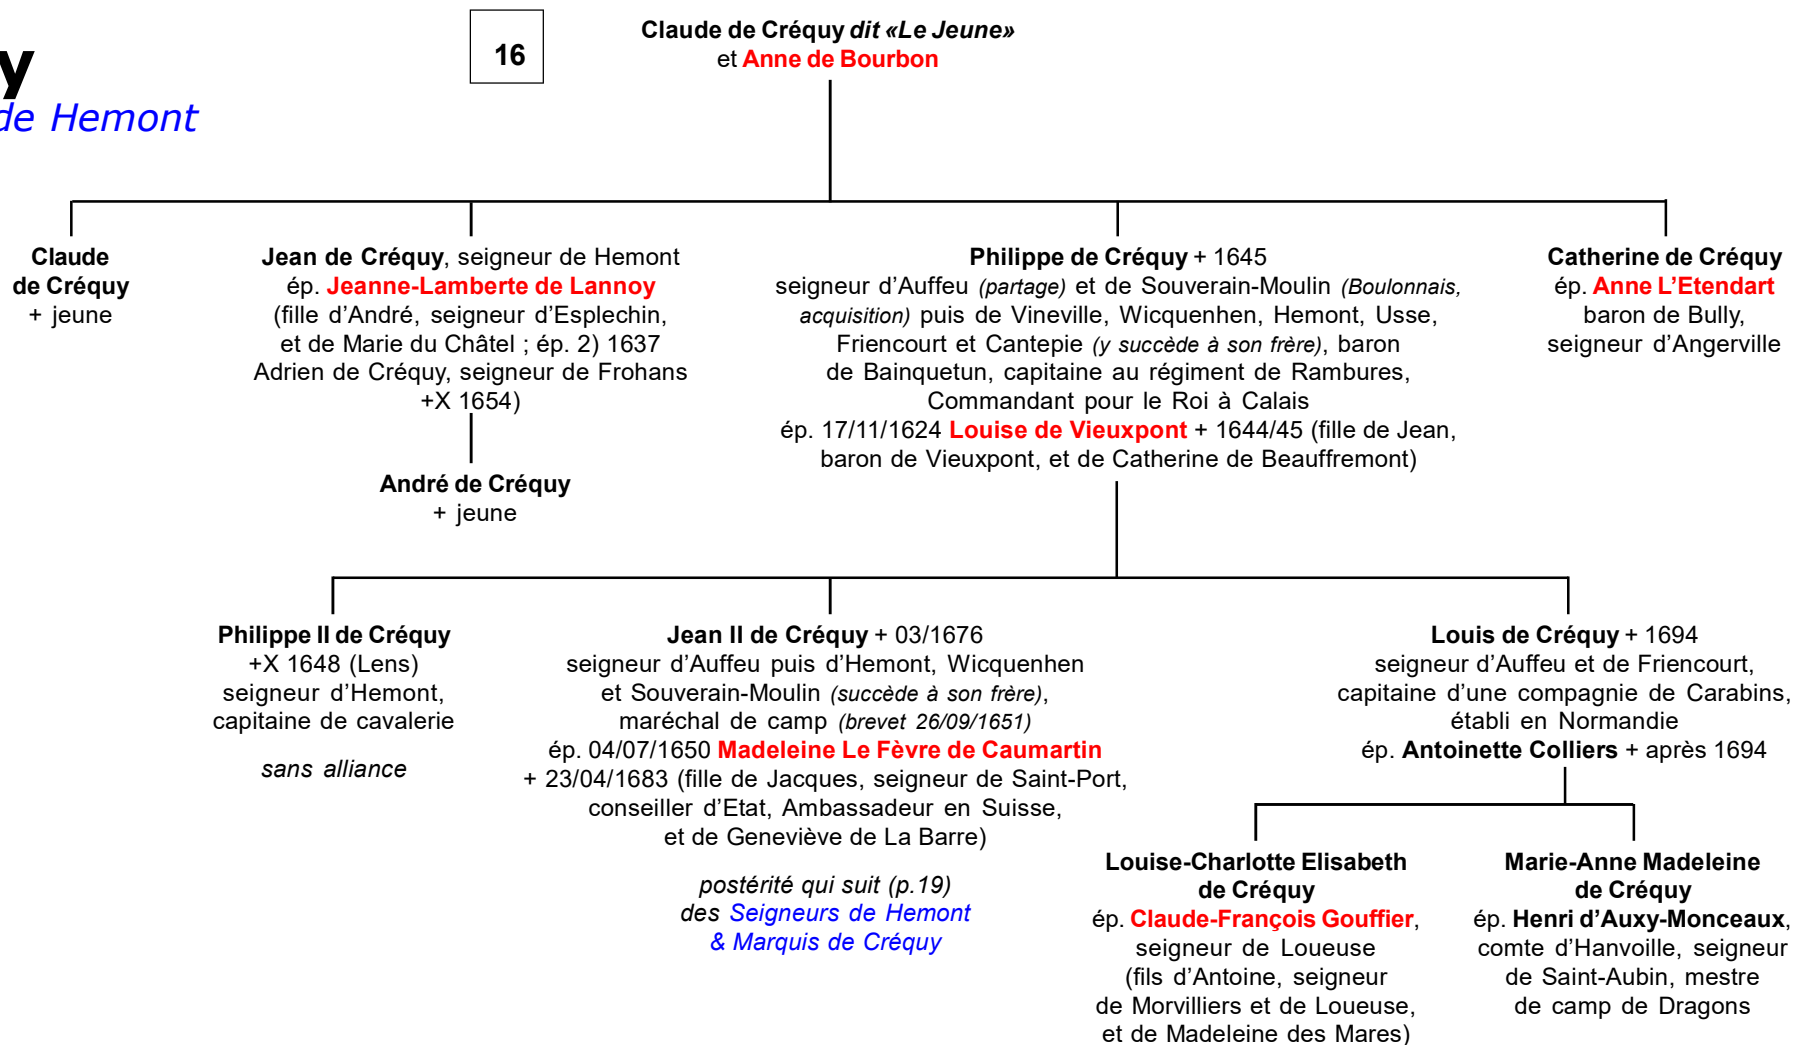 y
de Hemont
16
Claude de Créquy dit «Le Jeune»
et Anne de Bourbon
Claude
de Créquy
+ jeune
Jean de Créquy, seigneur de Hemont
ép. Jeanne-Lamberte de Lannoy
(fille d’André, seigneur d’Esplechin,
et de Marie du Châtel ; ép. 2) 1637
Adrien de Créquy, seigneur de Frohans
+X 1654)
André de Créquy
+ jeune
Philippe de Créquy + 1645
seigneur d’Auffeu (partage) et de Souverain-Moulin (Boulonnais,
acquisition) puis de Vineville, Wicquenhen, Hemont, Usse,
Friencourt et Cantepie (y succède à son frère), baron
de Bainquetun, capitaine au régiment de Rambures,
Commandant pour le Roi à Calais
ép. 17/11/1624 Louise de Vieuxpont + 1644/45 (fille de Jean,
baron de Vieuxpont, et de Catherine de Beauffremont)
Catherine de Créquy
ép. Anne L’Etendart
baron de Bully,
seigneur d’Angerville
Philippe II de Créquy
+X 1648 (Lens)
seigneur d’Hemont,
capitaine de cavalerie
sans alliance
Jean II de Créquy + 03/1676
seigneur d’Auffeu puis d’Hemont, Wicquenhen
et Souverain-Moulin (succède à son frère),
maréchal de camp (brevet 26/09/1651)
ép. 04/07/1650 Madeleine Le Fèvre de Caumartin
+ 23/04/1683 (fille de Jacques, seigneur de Saint-Port,
conseiller d’Etat, Ambassadeur en Suisse,
et de Geneviève de La Barre)
postérité qui suit (p.19)
des Seigneurs de Hemont
& Marquis de Créquy
Louis de Créquy + 1694
seigneur d’Auffeu et de Friencourt,
capitaine d’une compagnie de Carabins,
établi en Normandie
ép. Antoinette Colliers + après 1694
Louise-Charlotte Elisabeth
de Créquy
ép. Claude-François Gouffier,
seigneur de Loueuse
(fils d’Antoine, seigneur
de Morvilliers et de Loueuse,
et de Madeleine des Mares)
Marie-Anne Madeleine
de Créquy
ép. Henri d’Auxy-Monceaux,
comte d’Hanvoille, seigneur
de Saint-Aubin, mestre
de camp de Dragons